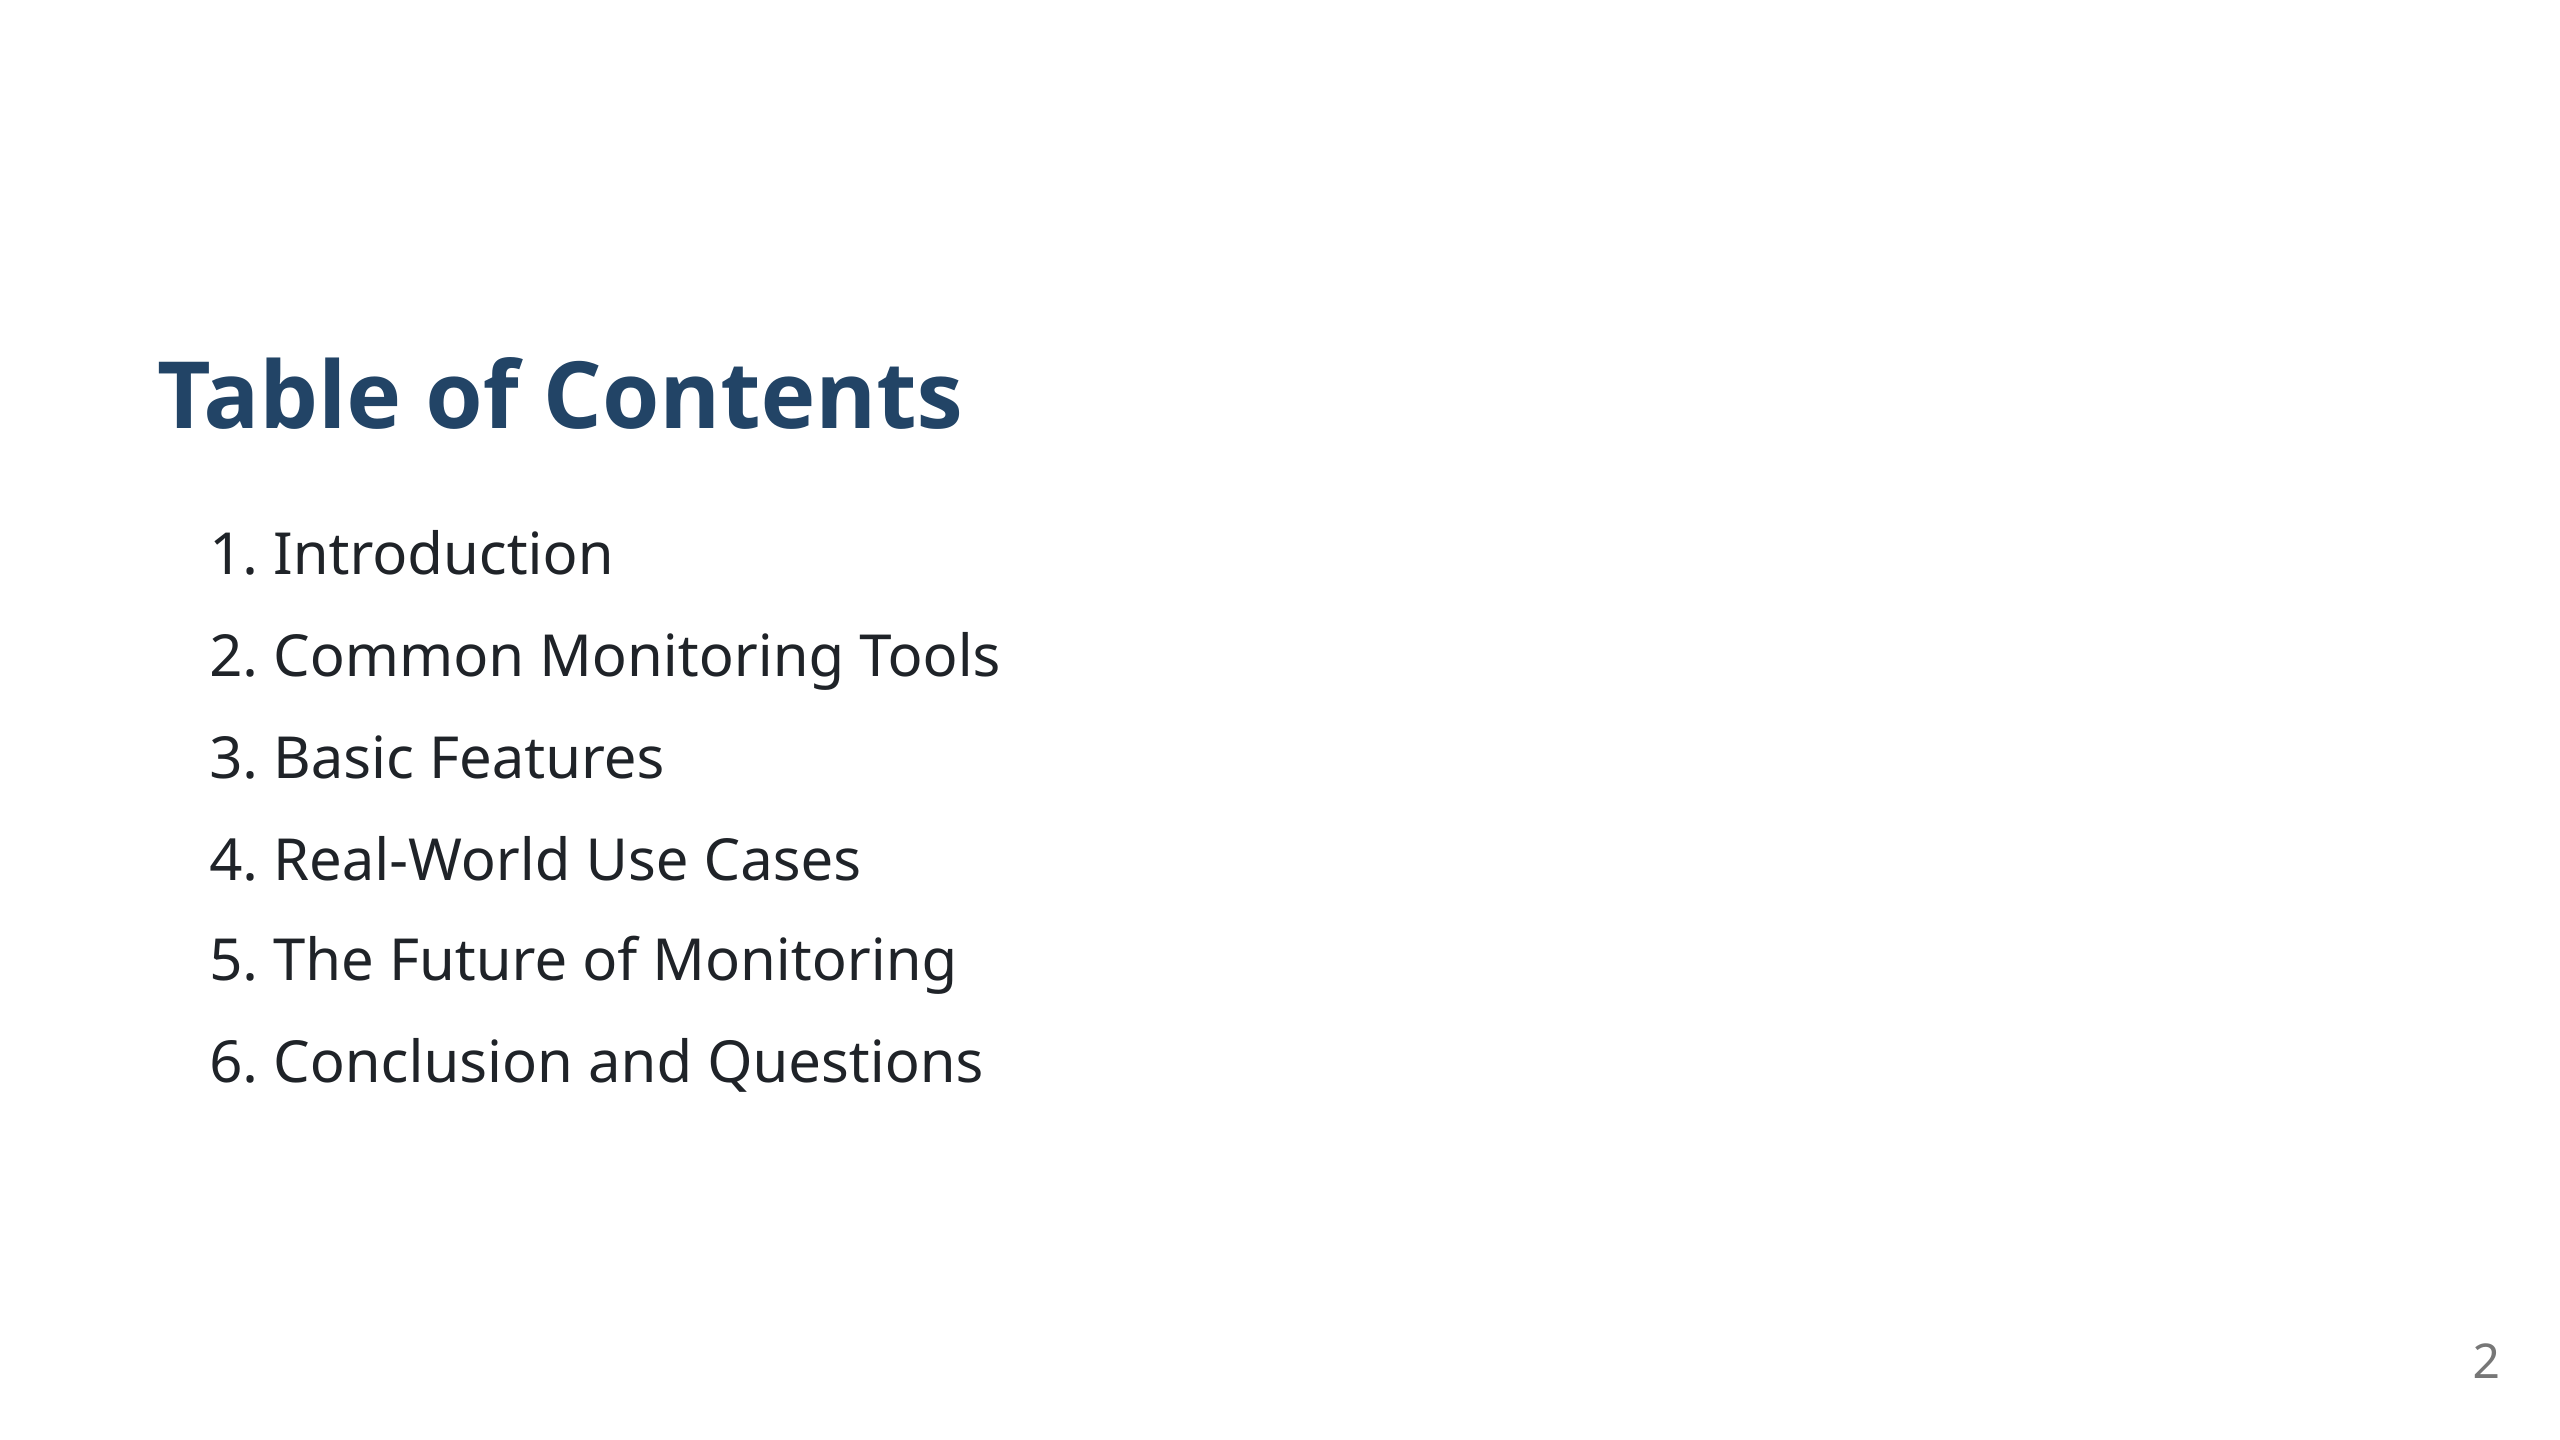 Table of Contents
1. Introduction
2. Common Monitoring Tools
3. Basic Features
4. Real-World Use Cases
5. The Future of Monitoring
6. Conclusion and Questions
2